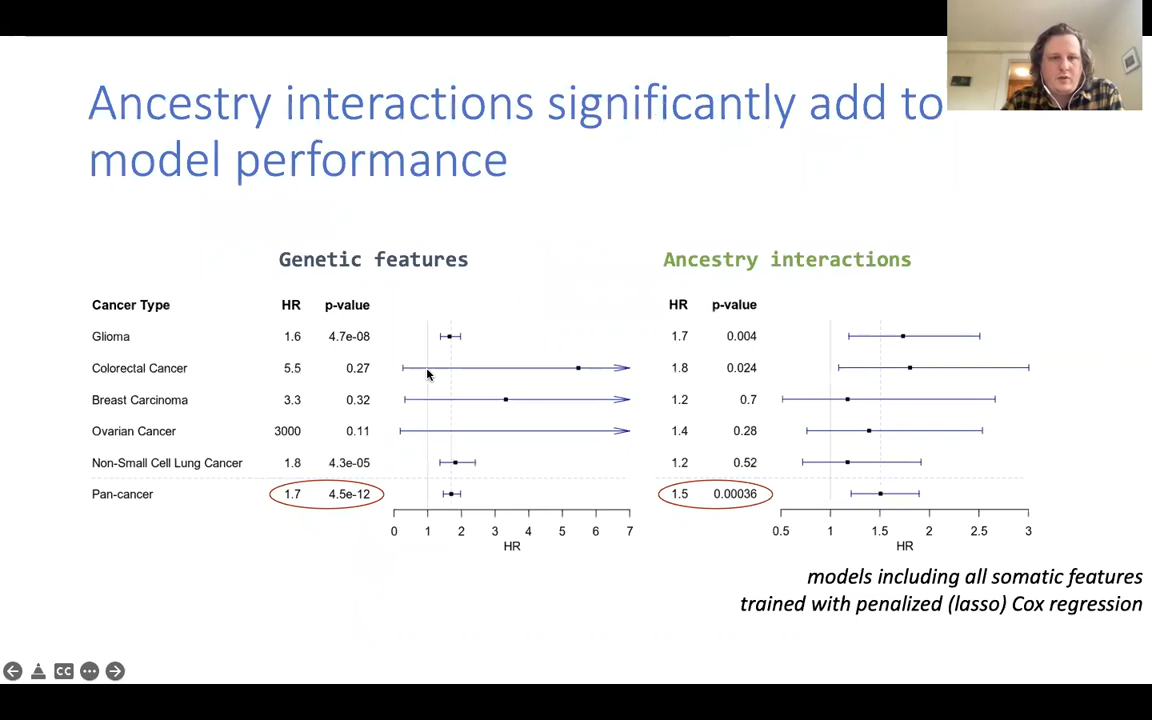 Ancestry interactions significantly add to
model performance
Genetic features
Ancestry interactions
Cancer Type HR p-value HR p-value
Glioma 1.6 4.7e-08 1.7 0.004
Colorectal Cancer 5.5 0.27 1.8 0.024
Breast Carcinoma 3.3 0.32 1.2 0.7
Ovarian Cancer 3000 0.11 1.4 0.28
Non-Small Cell Lung Cancer 1.8 4.3e-05 1.2 0.52
Pan-cancer 1.7 4.5e-12 1.5 0.00036
0 1 2 3 4 5 6 7
HR
0.5 1 1.5 2 2.5 3
HR
models including all somatic features
trained with penalized (lasso) Cox regression
CC